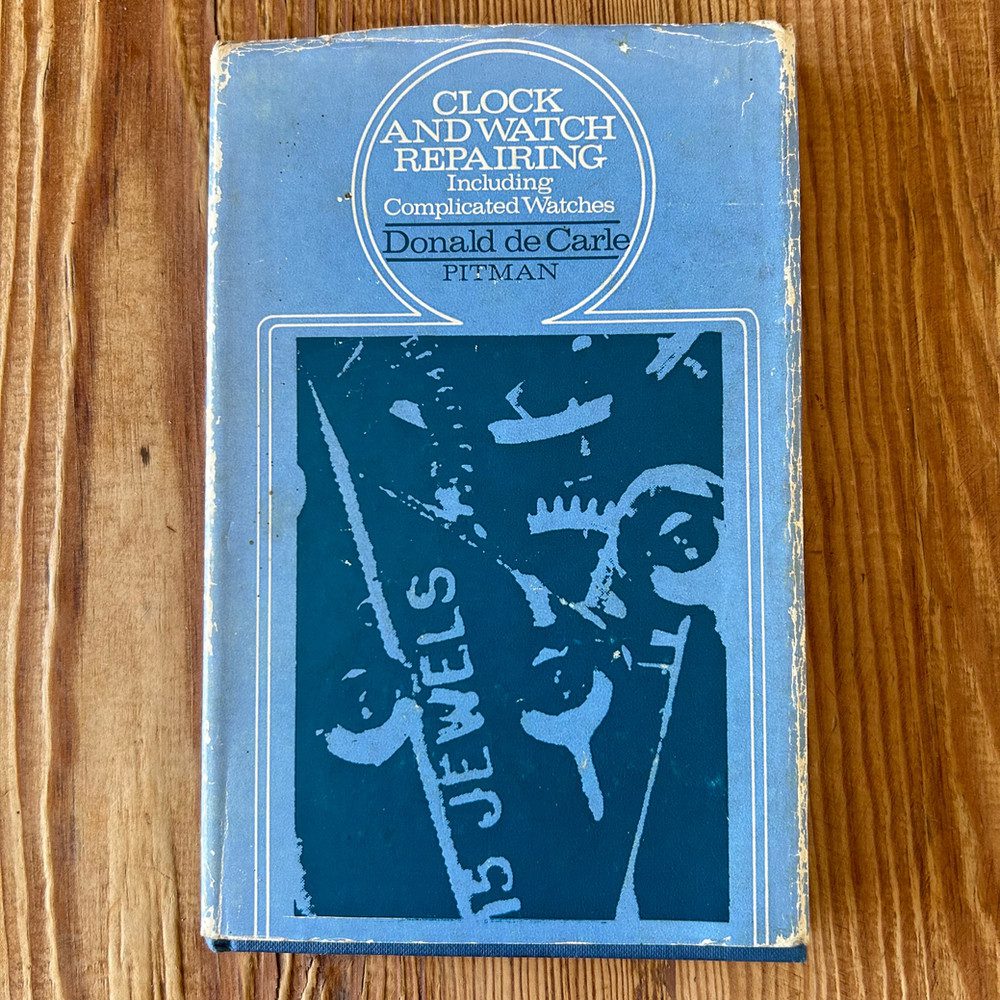 CLOCK
AND WATCH
REPAIRING
Including
Complicated Watches
Donald de Carle
PITMAN
15 JEWELS